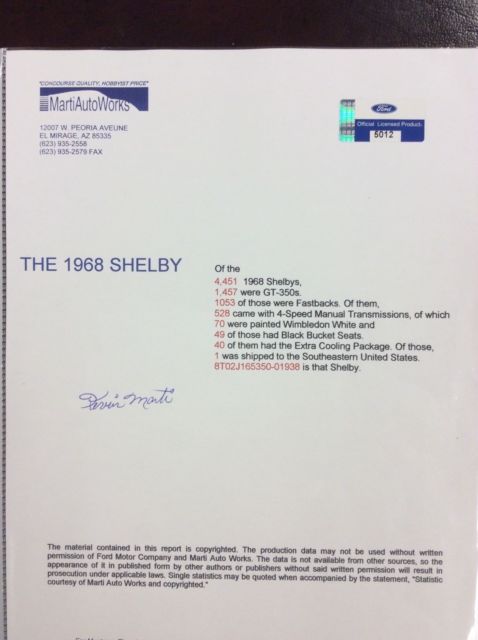 "CONCOURSE QUALITY, HOBBYIST PRICE"
MartiAutoWorks
12007 W. PEORIA AVEUNE
EL MIRAGE, AZ 85335
(623) 935-2558
(623) 935-2579 FAX
Ford
Official Licensed Product
5012
THE 1968 SHELBY
Of the
4,451 1968 Shelbys,
1,457 were GT-350s.
1053 of those were Fastbacks. Of them,
528 came with 4-Speed Manual Transmissions, of which
70 were painted Wimbledon White and
49 of those had Black Bucket Seats.
40 of them had the Extra Cooling Package. Of those,
1 was shipped to the Southeastern United States.
8T02J165350-01938 is that Shelby.
Kevin Marti
The material contained in this report is copyrighted. The production data may not be used without written
permission of Ford Motor Company and Marti Auto Works. The data is not available from other sources, so the
appearance of it in published form by other authors or publishers without said written permission will result in
prosecution under applicable laws. Single statistics may be quoted when accompanied by the statement, "Statistic
courtesy of Marti Auto Works and copyrighted."